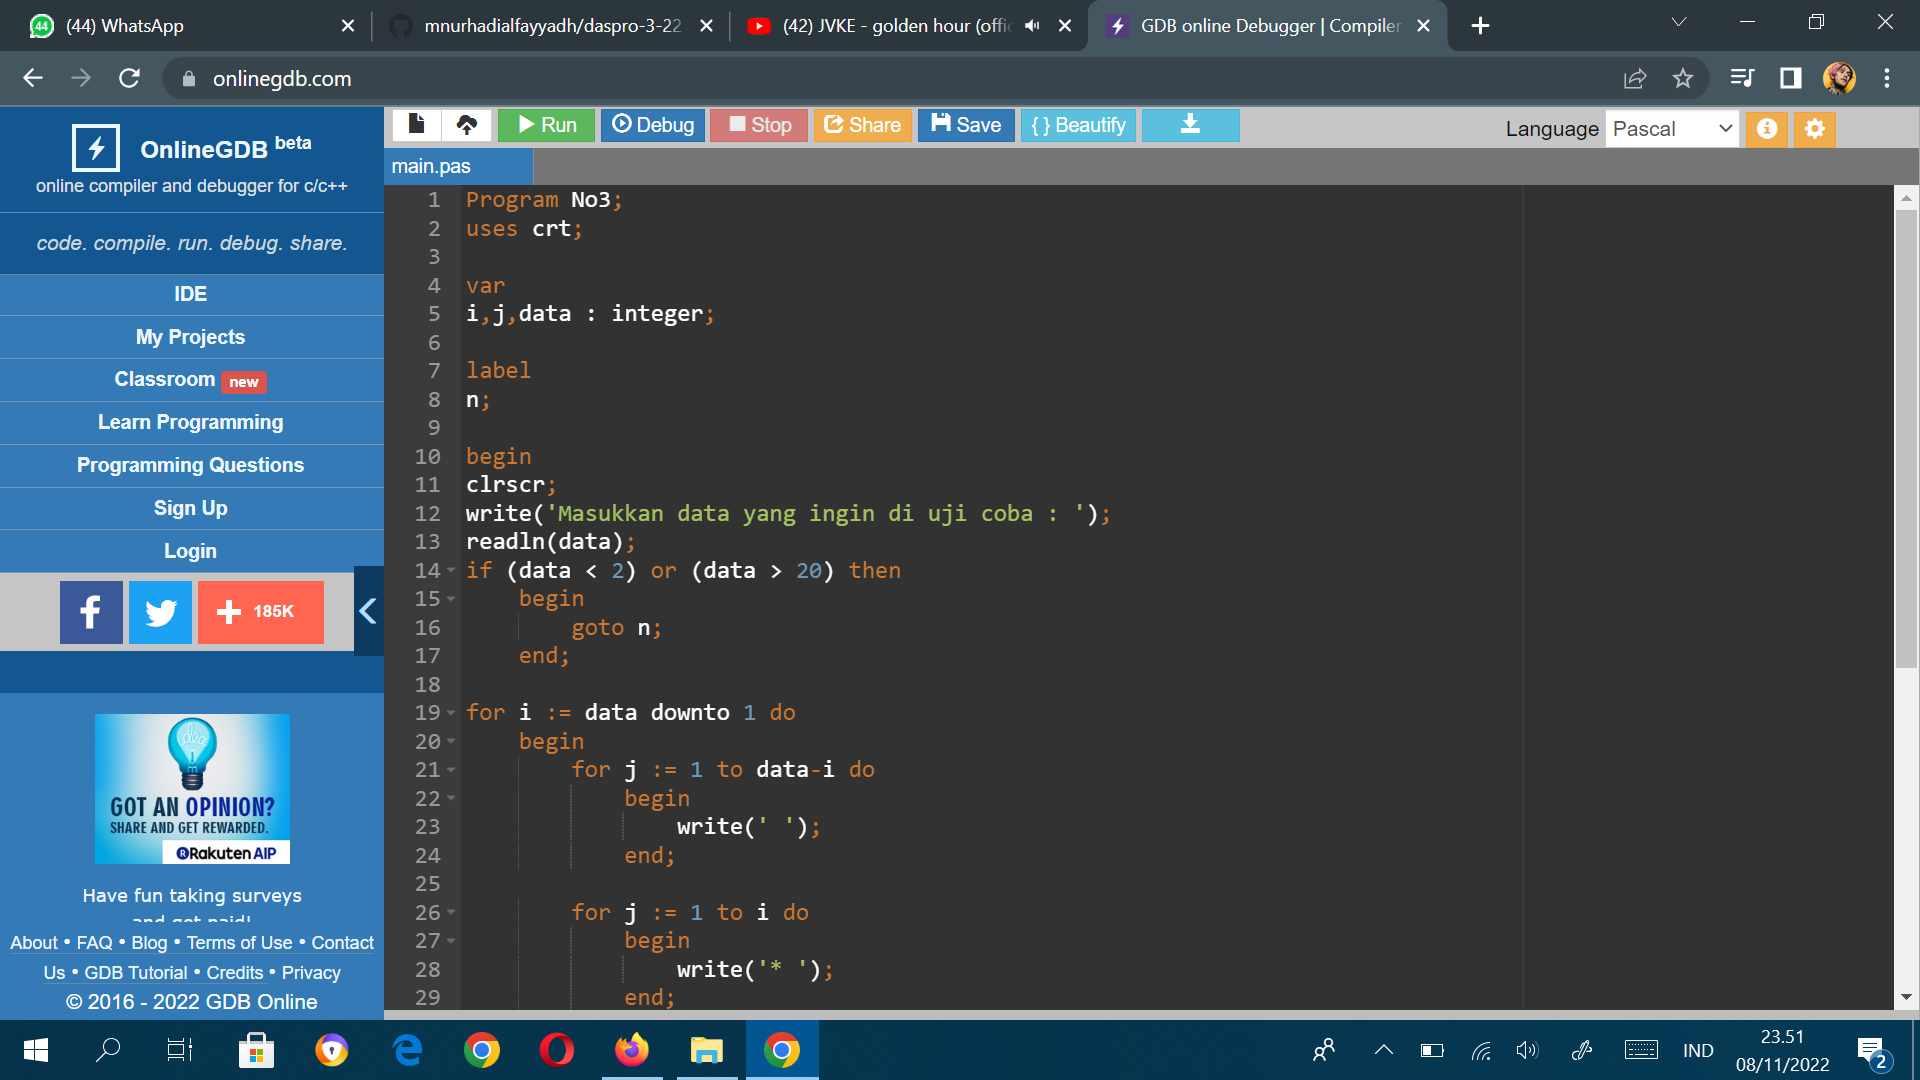 (44) WhatsApp
mnurhadialfayyadh/daspro-3-22
(42) JVKE - golden hour (offic
GDB online Debugger | Compiler
onlinegdb.com
OnlineGDB beta
online compiler and debugger for c/c++
code. compile. run. debug. share.
IDE
My Projects
Classroom new
Learn Programming
Programming Questions
Sign Up
Login
185K
idea
GOT AN OPINION?
SHARE AND GET REWARDED.
Rakuten AIP
Have fun taking surveys
and get paid!
About • FAQ • Blog • Terms of Use • Contact
Us • GDB Tutorial • Credits • Privacy
© 2016 - 2022 GDB Online
Run Debug Stop Share Save { } Beautify
Language Pascal
main.pas
1 Program No3;
2 uses crt;
3
4 var
5 i,j,data : integer;
6
7 label
8 n;
9
10 begin
11 clrscr;
12 write('Masukkan data yang ingin di uji coba : ');
13 readln(data);
14 if (data < 2) or (data > 20) then
15 begin
16 goto n;
17 end;
18
19 for i := data downto 1 do
20 begin
21 for j := 1 to data-i do
22 begin
23 write(' ');
24 end;
25
26 for j := 1 to i do
27 begin
28 write('* ');
29 end;
IND
23.51
08/11/2022
2